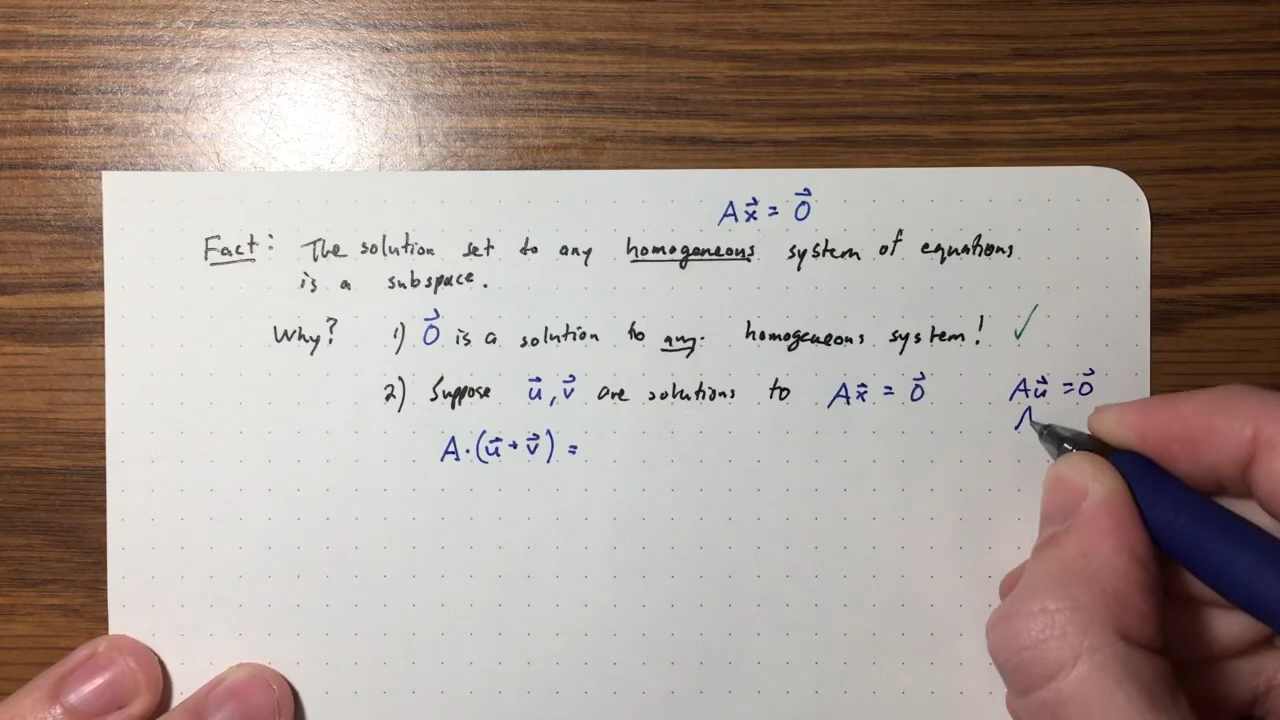 Ax⃗ = 0⃗
Fact: The solution set to any homogeneous system of equations
is a subspace.
Why? 1) 0⃗ is a solution to any homogeneous system! ✓
2) Suppose u⃗, v⃗ are solutions to Ax⃗ = 0⃗ Au⃗ = 0⃗
A
A·(u⃗ + v⃗) =